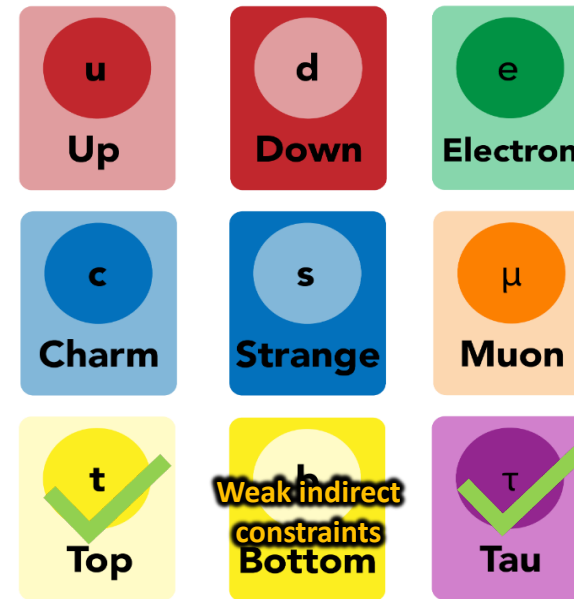 u d e
Up Down Electron
c s μ
Charm Strange Muon
t b τ
Weak indirect
constraints
Top Bottom Tau